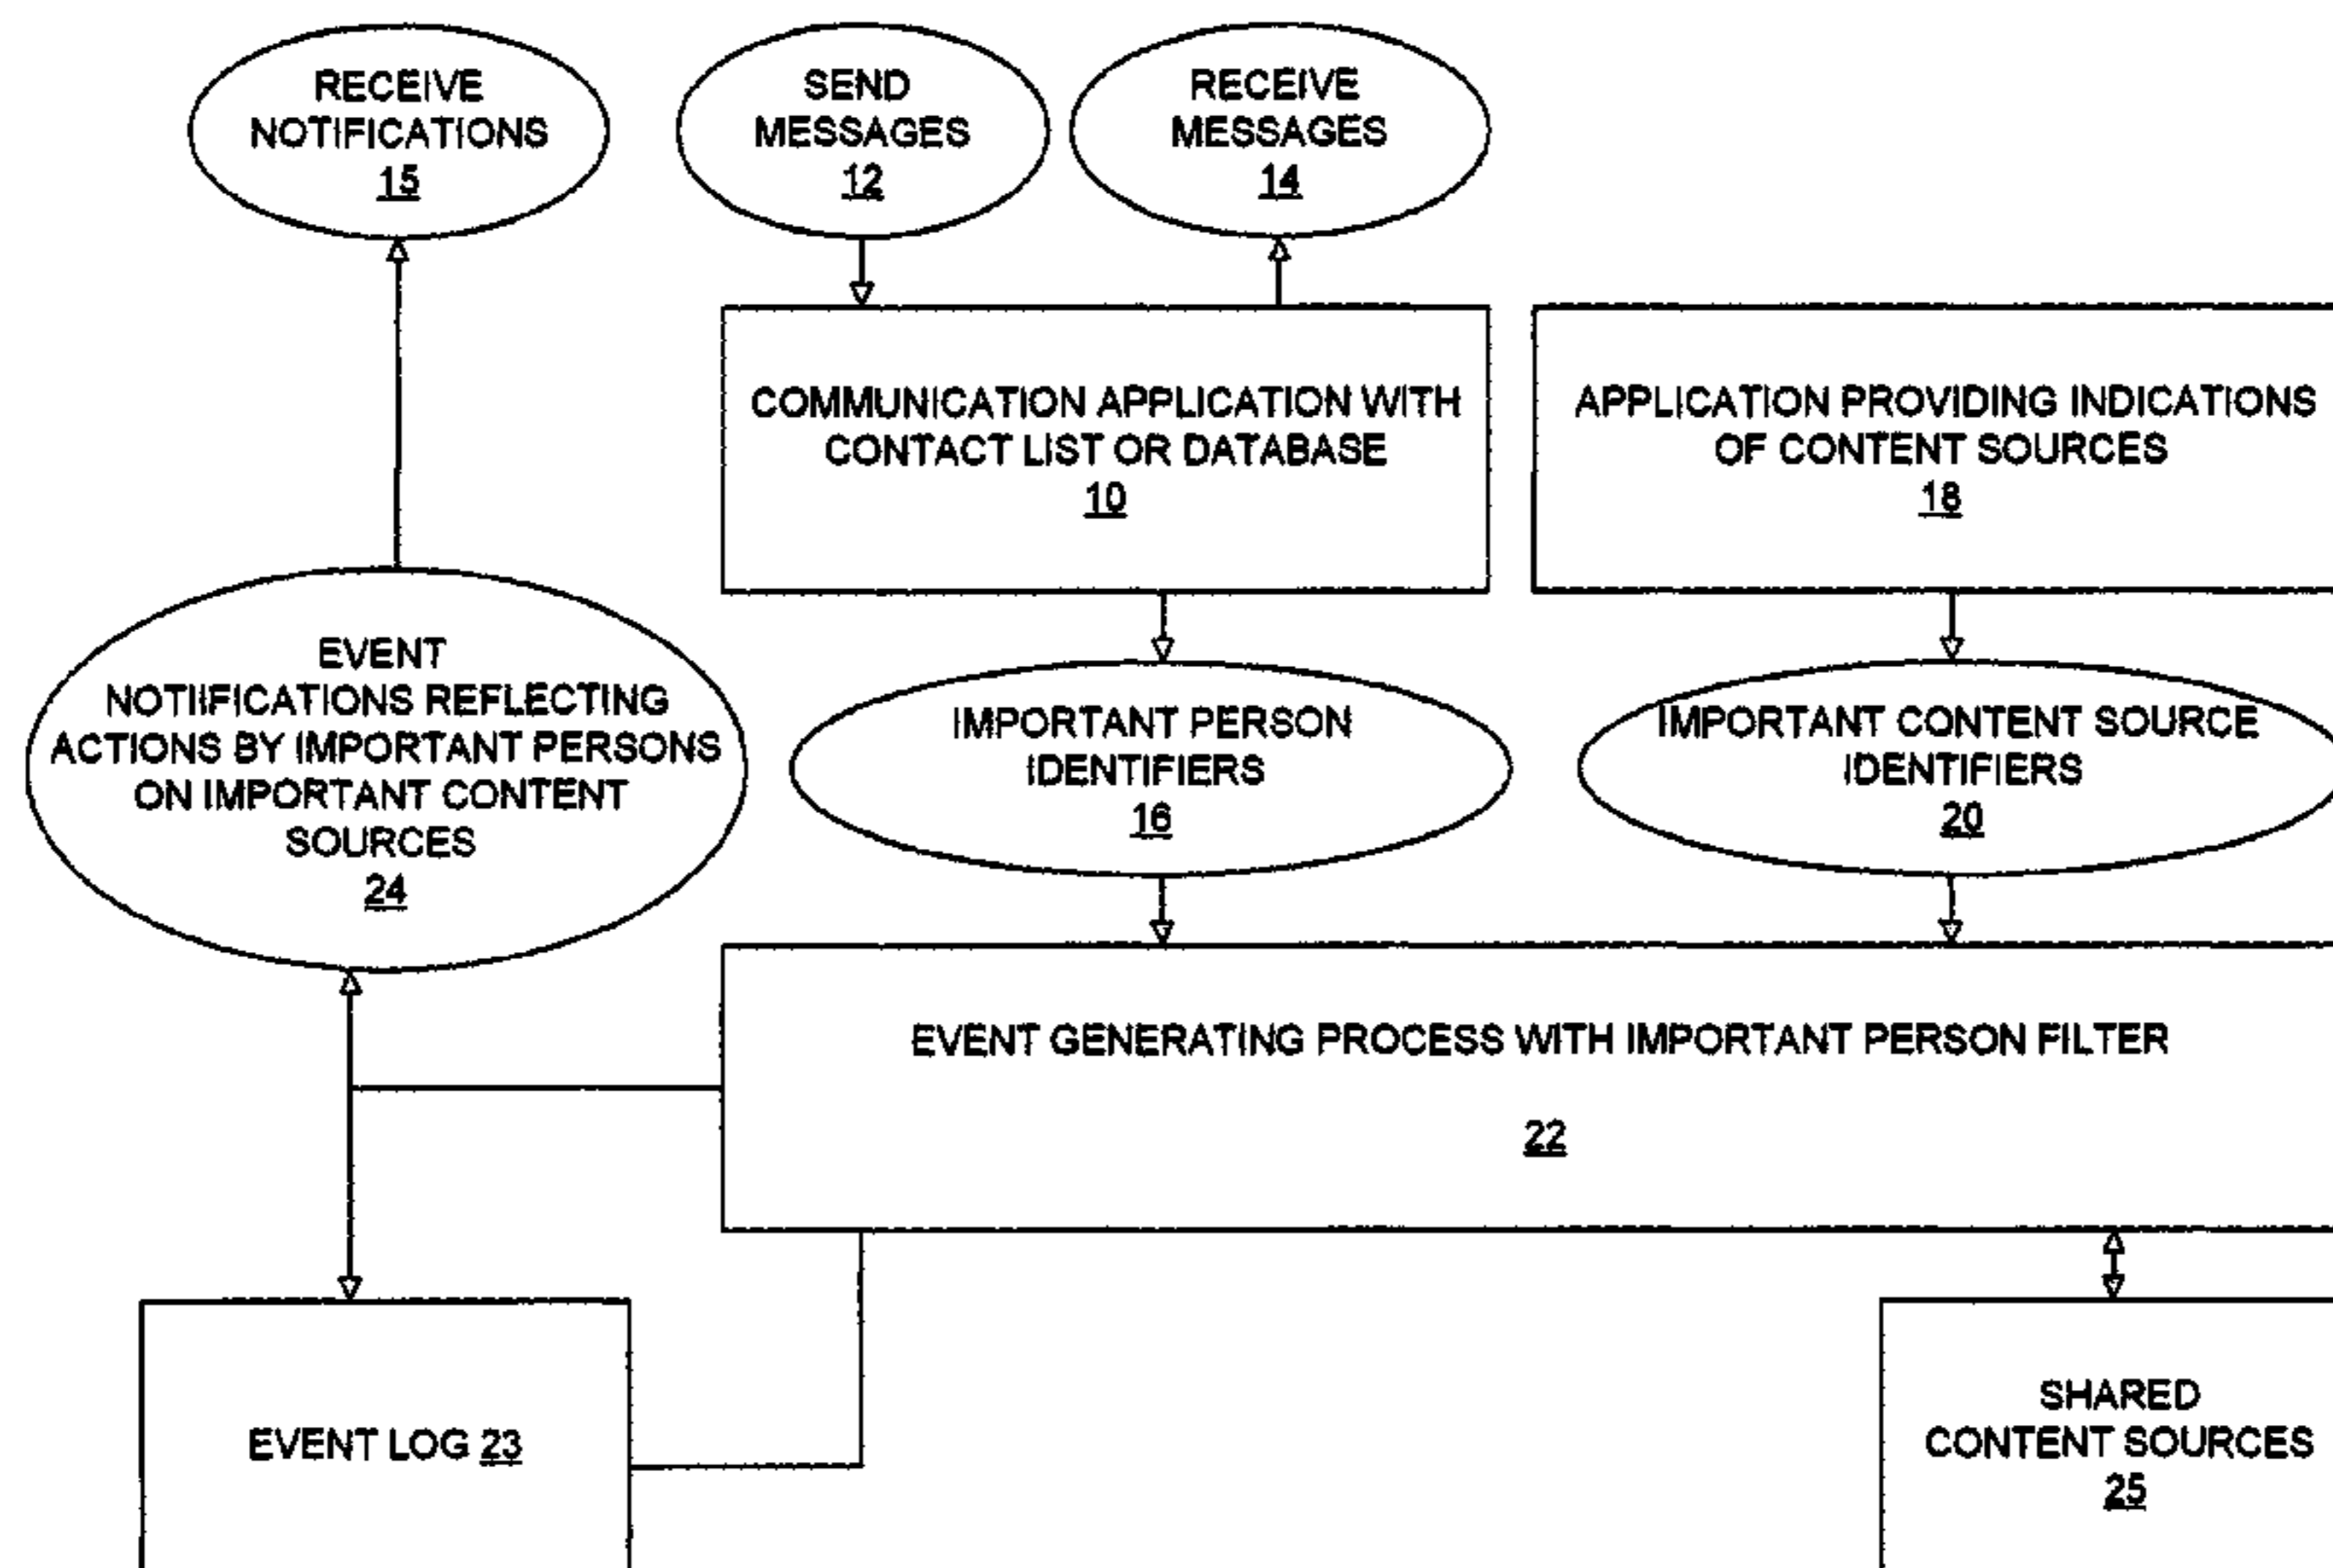 RECEIVE
NOTIFICATIONS
15
SEND
MESSAGES
12
RECEIVE
MESSAGES
14
COMMUNICATION APPLICATION WITH
CONTACT LIST OR DATABASE
10
APPLICATION PROVIDING INDICATIONS
OF CONTENT SOURCES
18
EVENT
NOTIIFICATIONS REFLECTING
ACTIONS BY IMPORTANT PERSONS
ON IMPORTANT CONTENT
SOURCES
24
IMPORTANT PERSON
IDENTIFIERS
16
IMPORTANT CONTENT SOURCE
IDENTIFIERS
20
EVENT GENERATING PROCESS WITH IMPORTANT PERSON FILTER
22
EVENT LOG 23
SHARED
CONTENT SOURCES
25